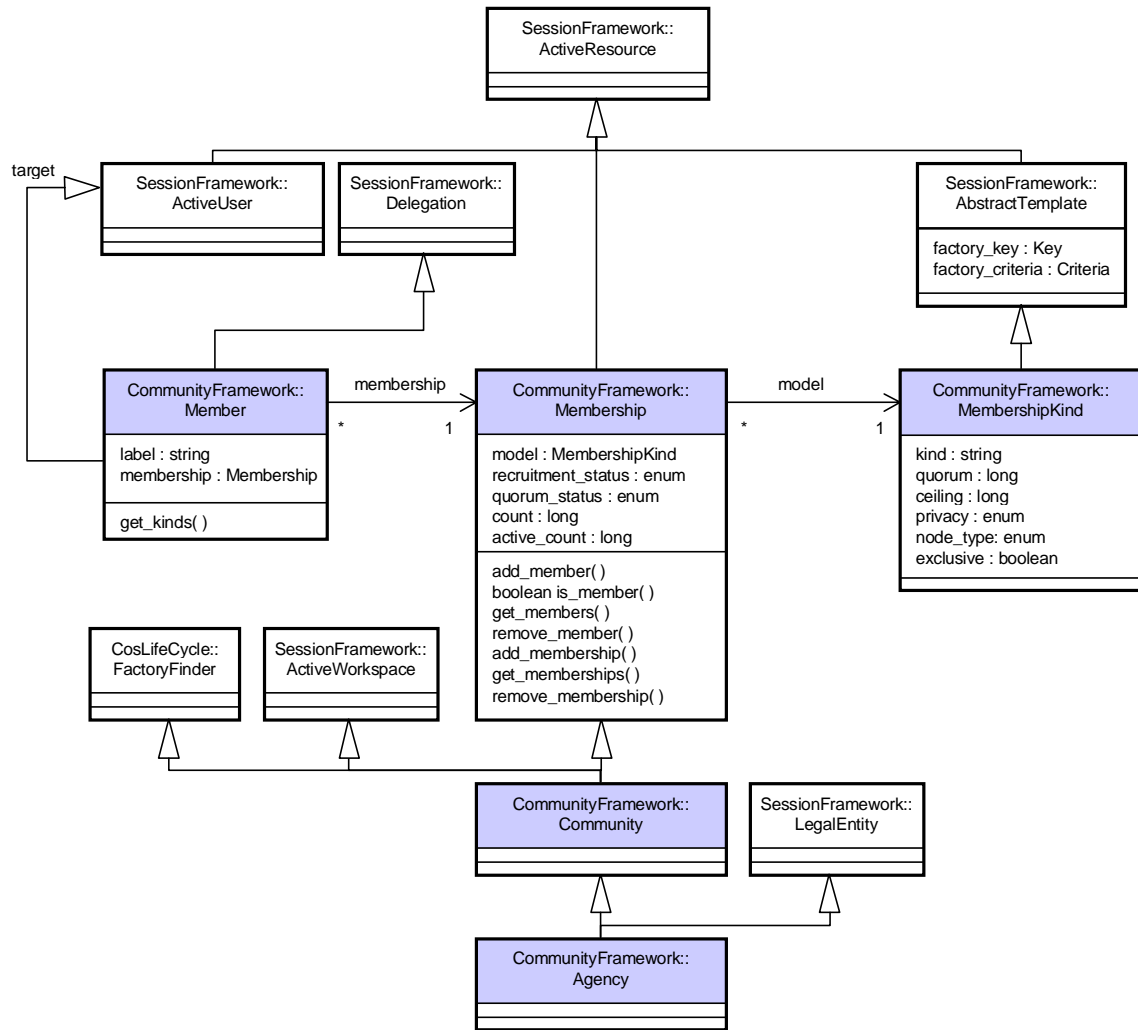 SessionFramework::
ActiveResource
target
SessionFramework::
ActiveUser
SessionFramework::
Delegation
SessionFramework::
AbstractTemplate
factory_key : Key
factory_criteria : Criteria
CommunityFramework::
Member
label : string
membership : Membership
get_kinds( )
membership
*
1
CommunityFramework::
Membership
model : MembershipKind
recruitment_status : enum
quorum_status : enum
count : long
active_count : long
add_member( )
boolean is_member( )
get_members( )
remove_member( )
add_membership( )
get_memberships( )
remove_membership( )
model
*
1
CommunityFramework::
MembershipKind
kind : string
quorum : long
ceiling : long
privacy : enum
node_type: enum
exclusive : boolean
CosLifeCycle::
FactoryFinder
SessionFramework::
ActiveWorkspace
CommunityFramework::
Community
SessionFramework::
LegalEntity
CommunityFramework::
Agency